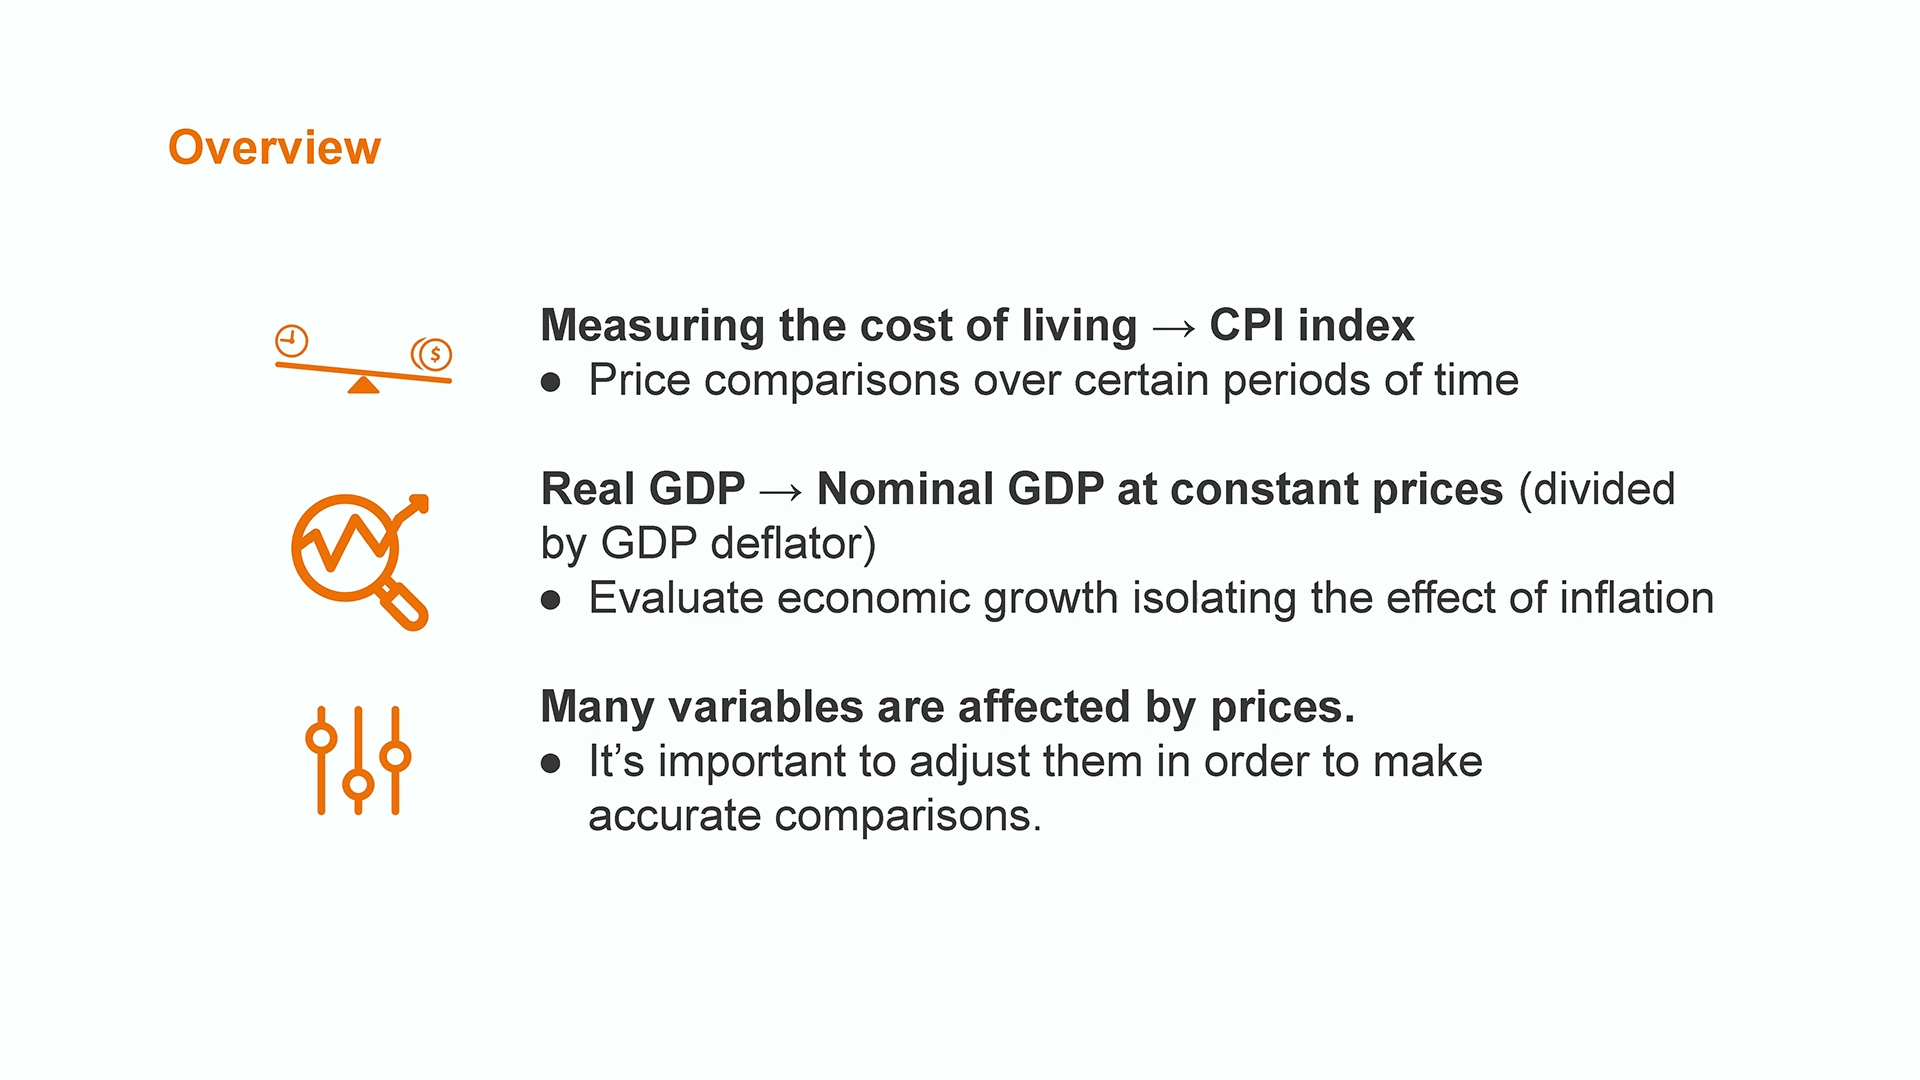 Overview
Measuring the cost of living → CPI index
● Price comparisons over certain periods of time
Real GDP → Nominal GDP at constant prices (divided
by GDP deflator)
● Evaluate economic growth isolating the effect of inflation
Many variables are affected by prices.
● It’s important to adjust them in order to make
accurate comparisons.
$